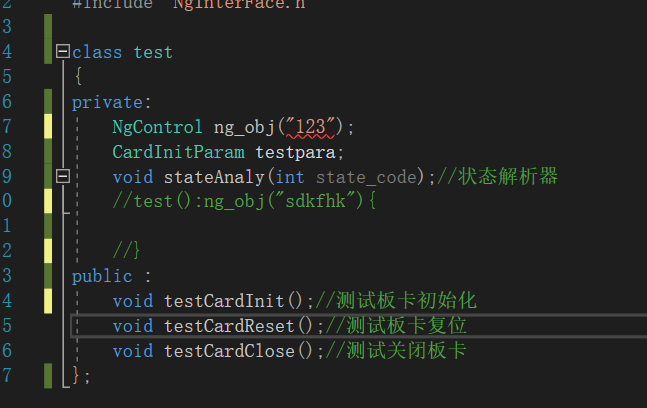 2 #include "NgInterFace.h"
3
4 class test
5 {
6 private:
7 NgControl ng_obj("123");
8 CardInitParam testpara;
9 void stateAnaly(int state_code);//状态解析器
0 //test():ng_obj("sdkfhk"){
1
2 //}
3 public :
4 void testCardInit();//测试板卡初始化
5 void testCardReset();//测试板卡复位
6 void testCardClose();//测试关闭板卡
7 };